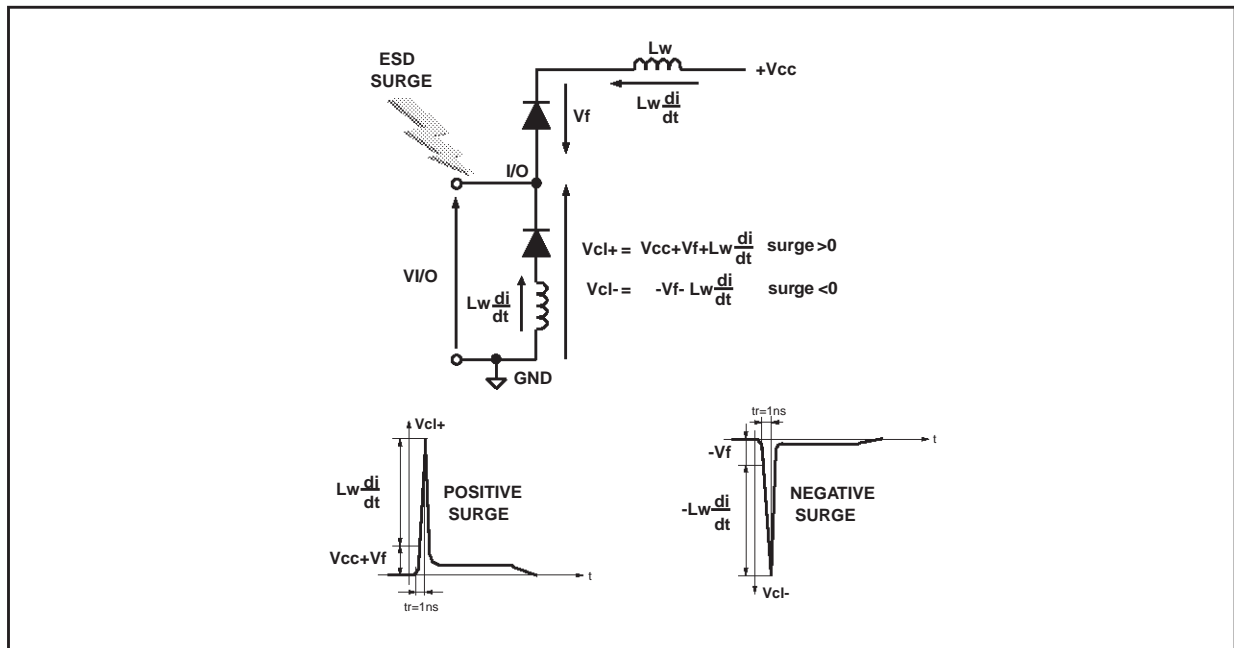 Lw
+Vcc
ESD
SURGE
Lw di/dt
Vf
I/O
Vcl+ = Vcc+Vf+Lw di/dt surge >0
Vcl- = -Vf- Lw di/dt surge <0
VI/O
Lw di/dt
GND
Vcl+
Lw di/dt
POSITIVE
SURGE
Vcc+Vf
t
tr=1ns
tr=1ns
t
-Vf
-Lw di/dt
NEGATIVE
SURGE
Vcl-